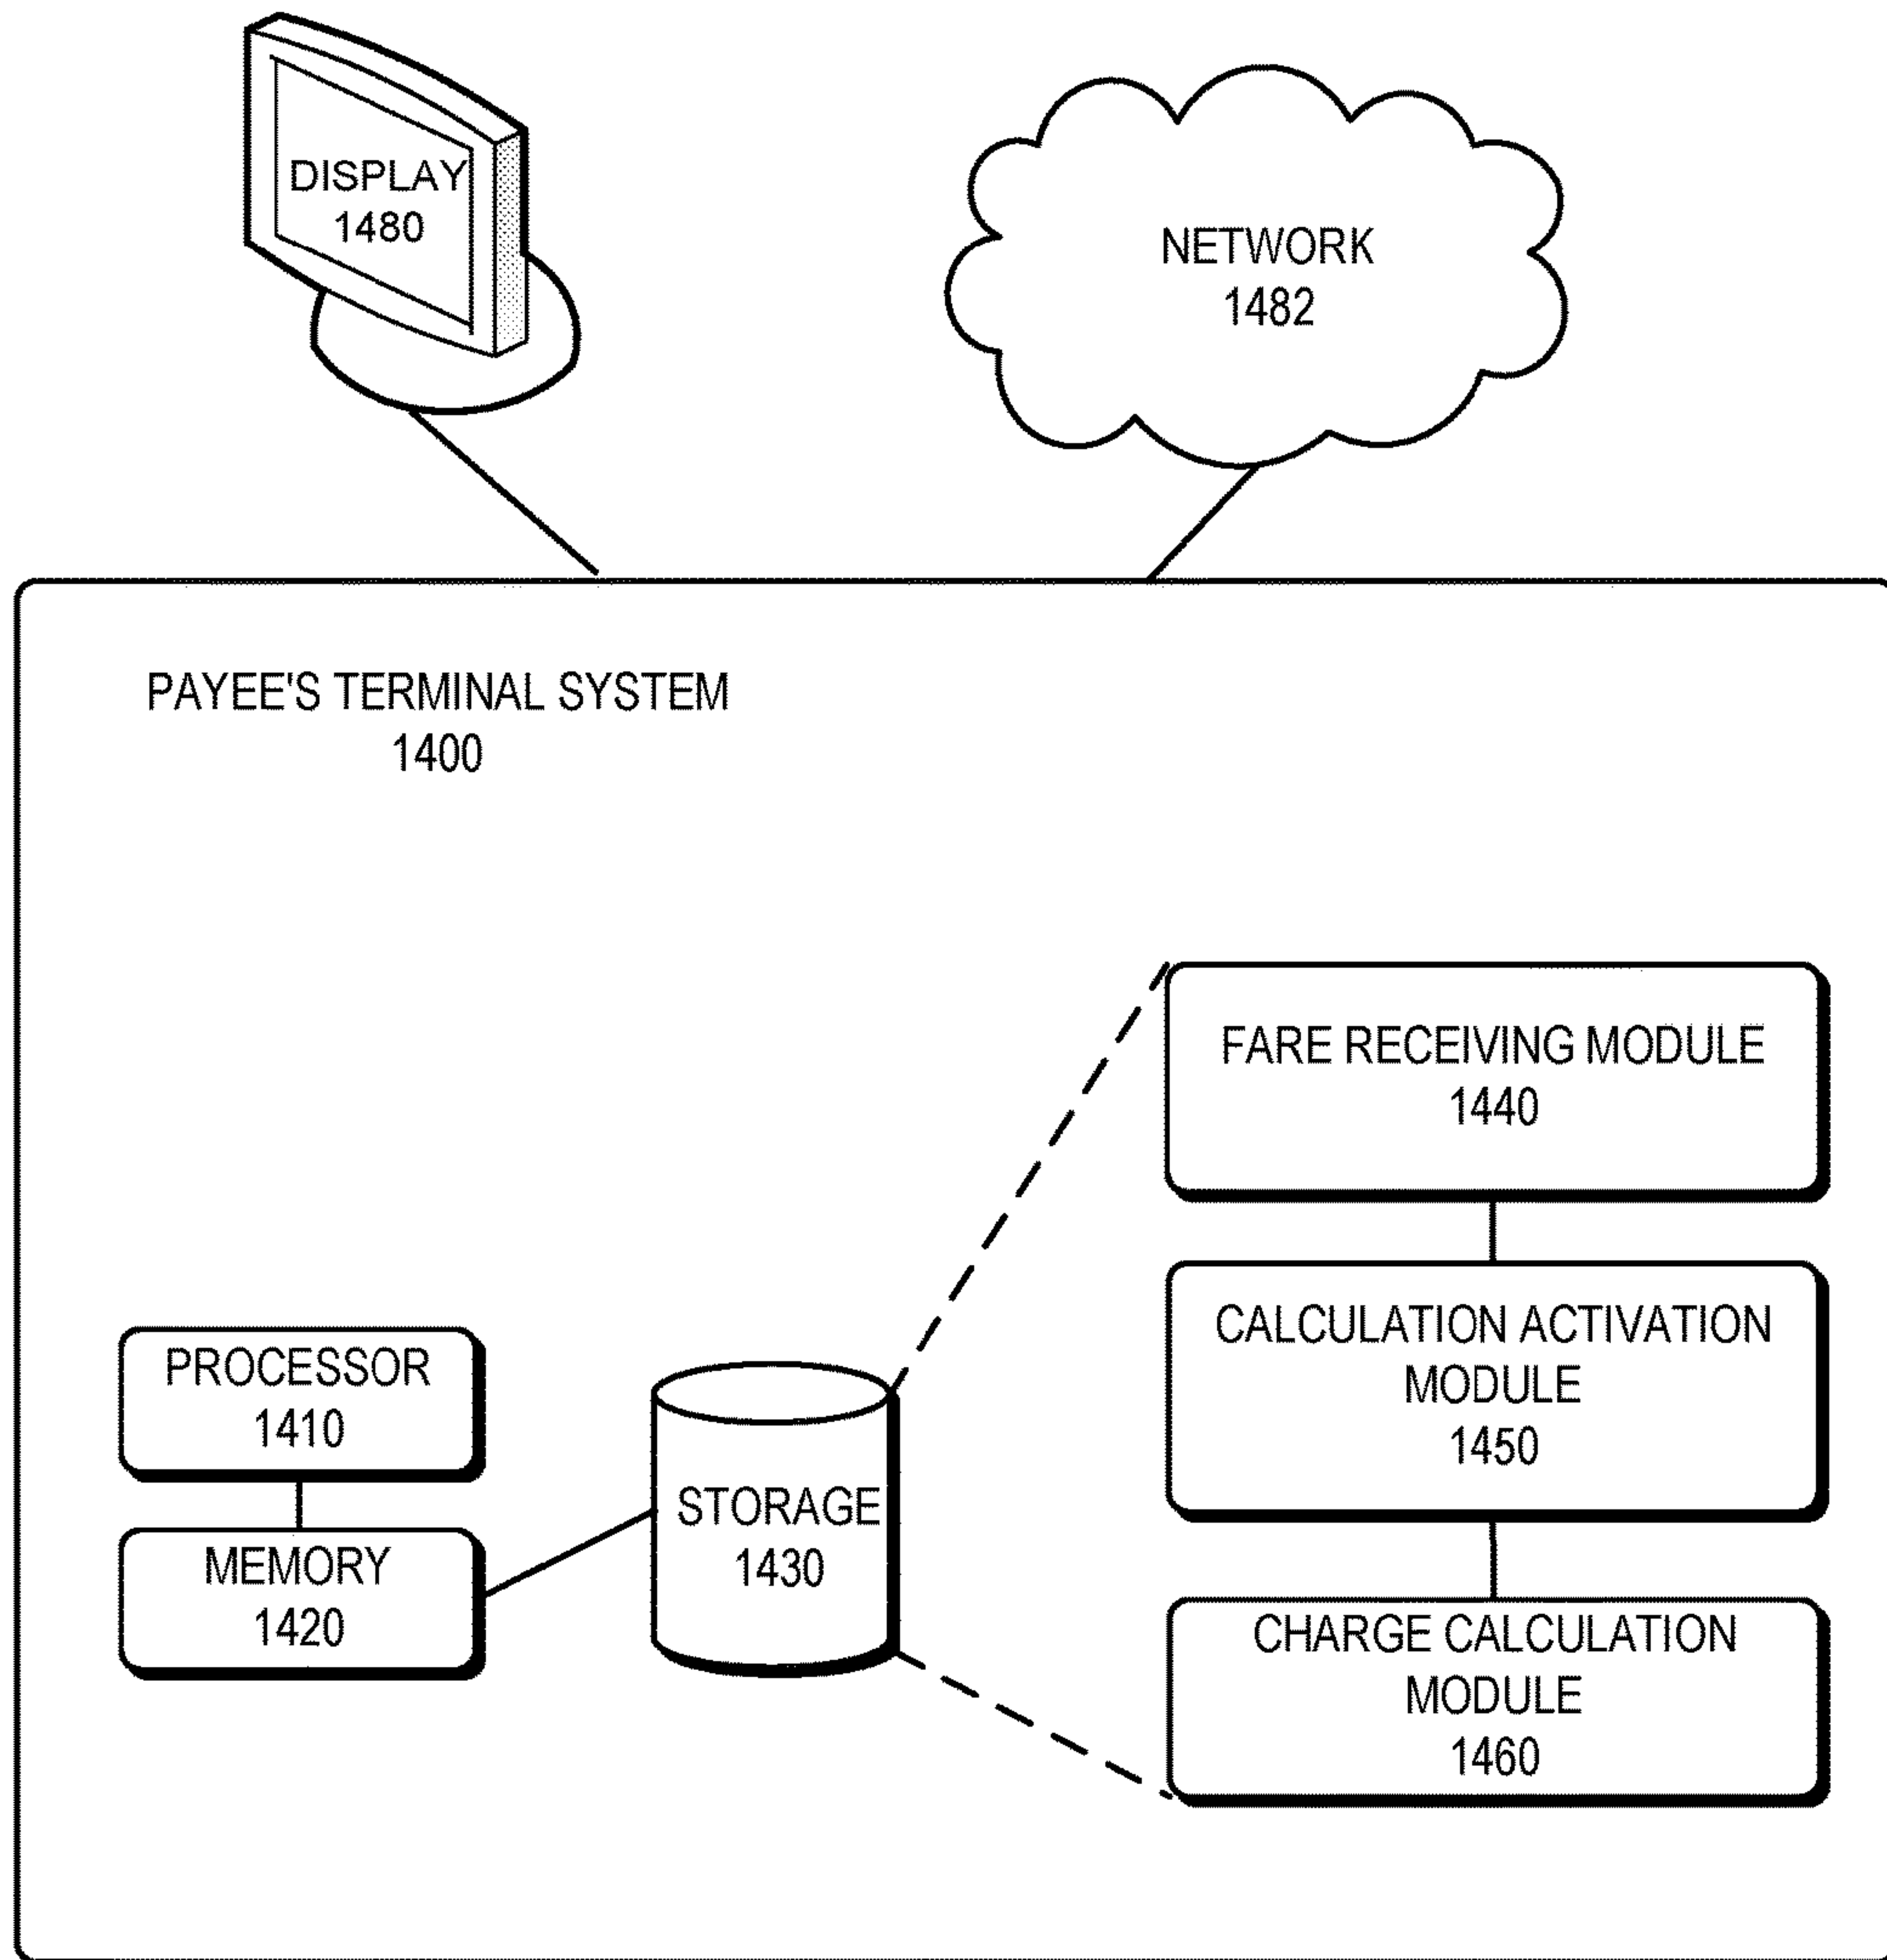 DISPLAY
1480
NETWORK
1482
PAYEE'S TERMINAL SYSTEM
1400
FARE RECEIVING MODULE
1440
CALCULATION ACTIVATION
MODULE
1450
PROCESSOR
1410
STORAGE
1430
MEMORY
1420
CHARGE CALCULATION
MODULE
1460